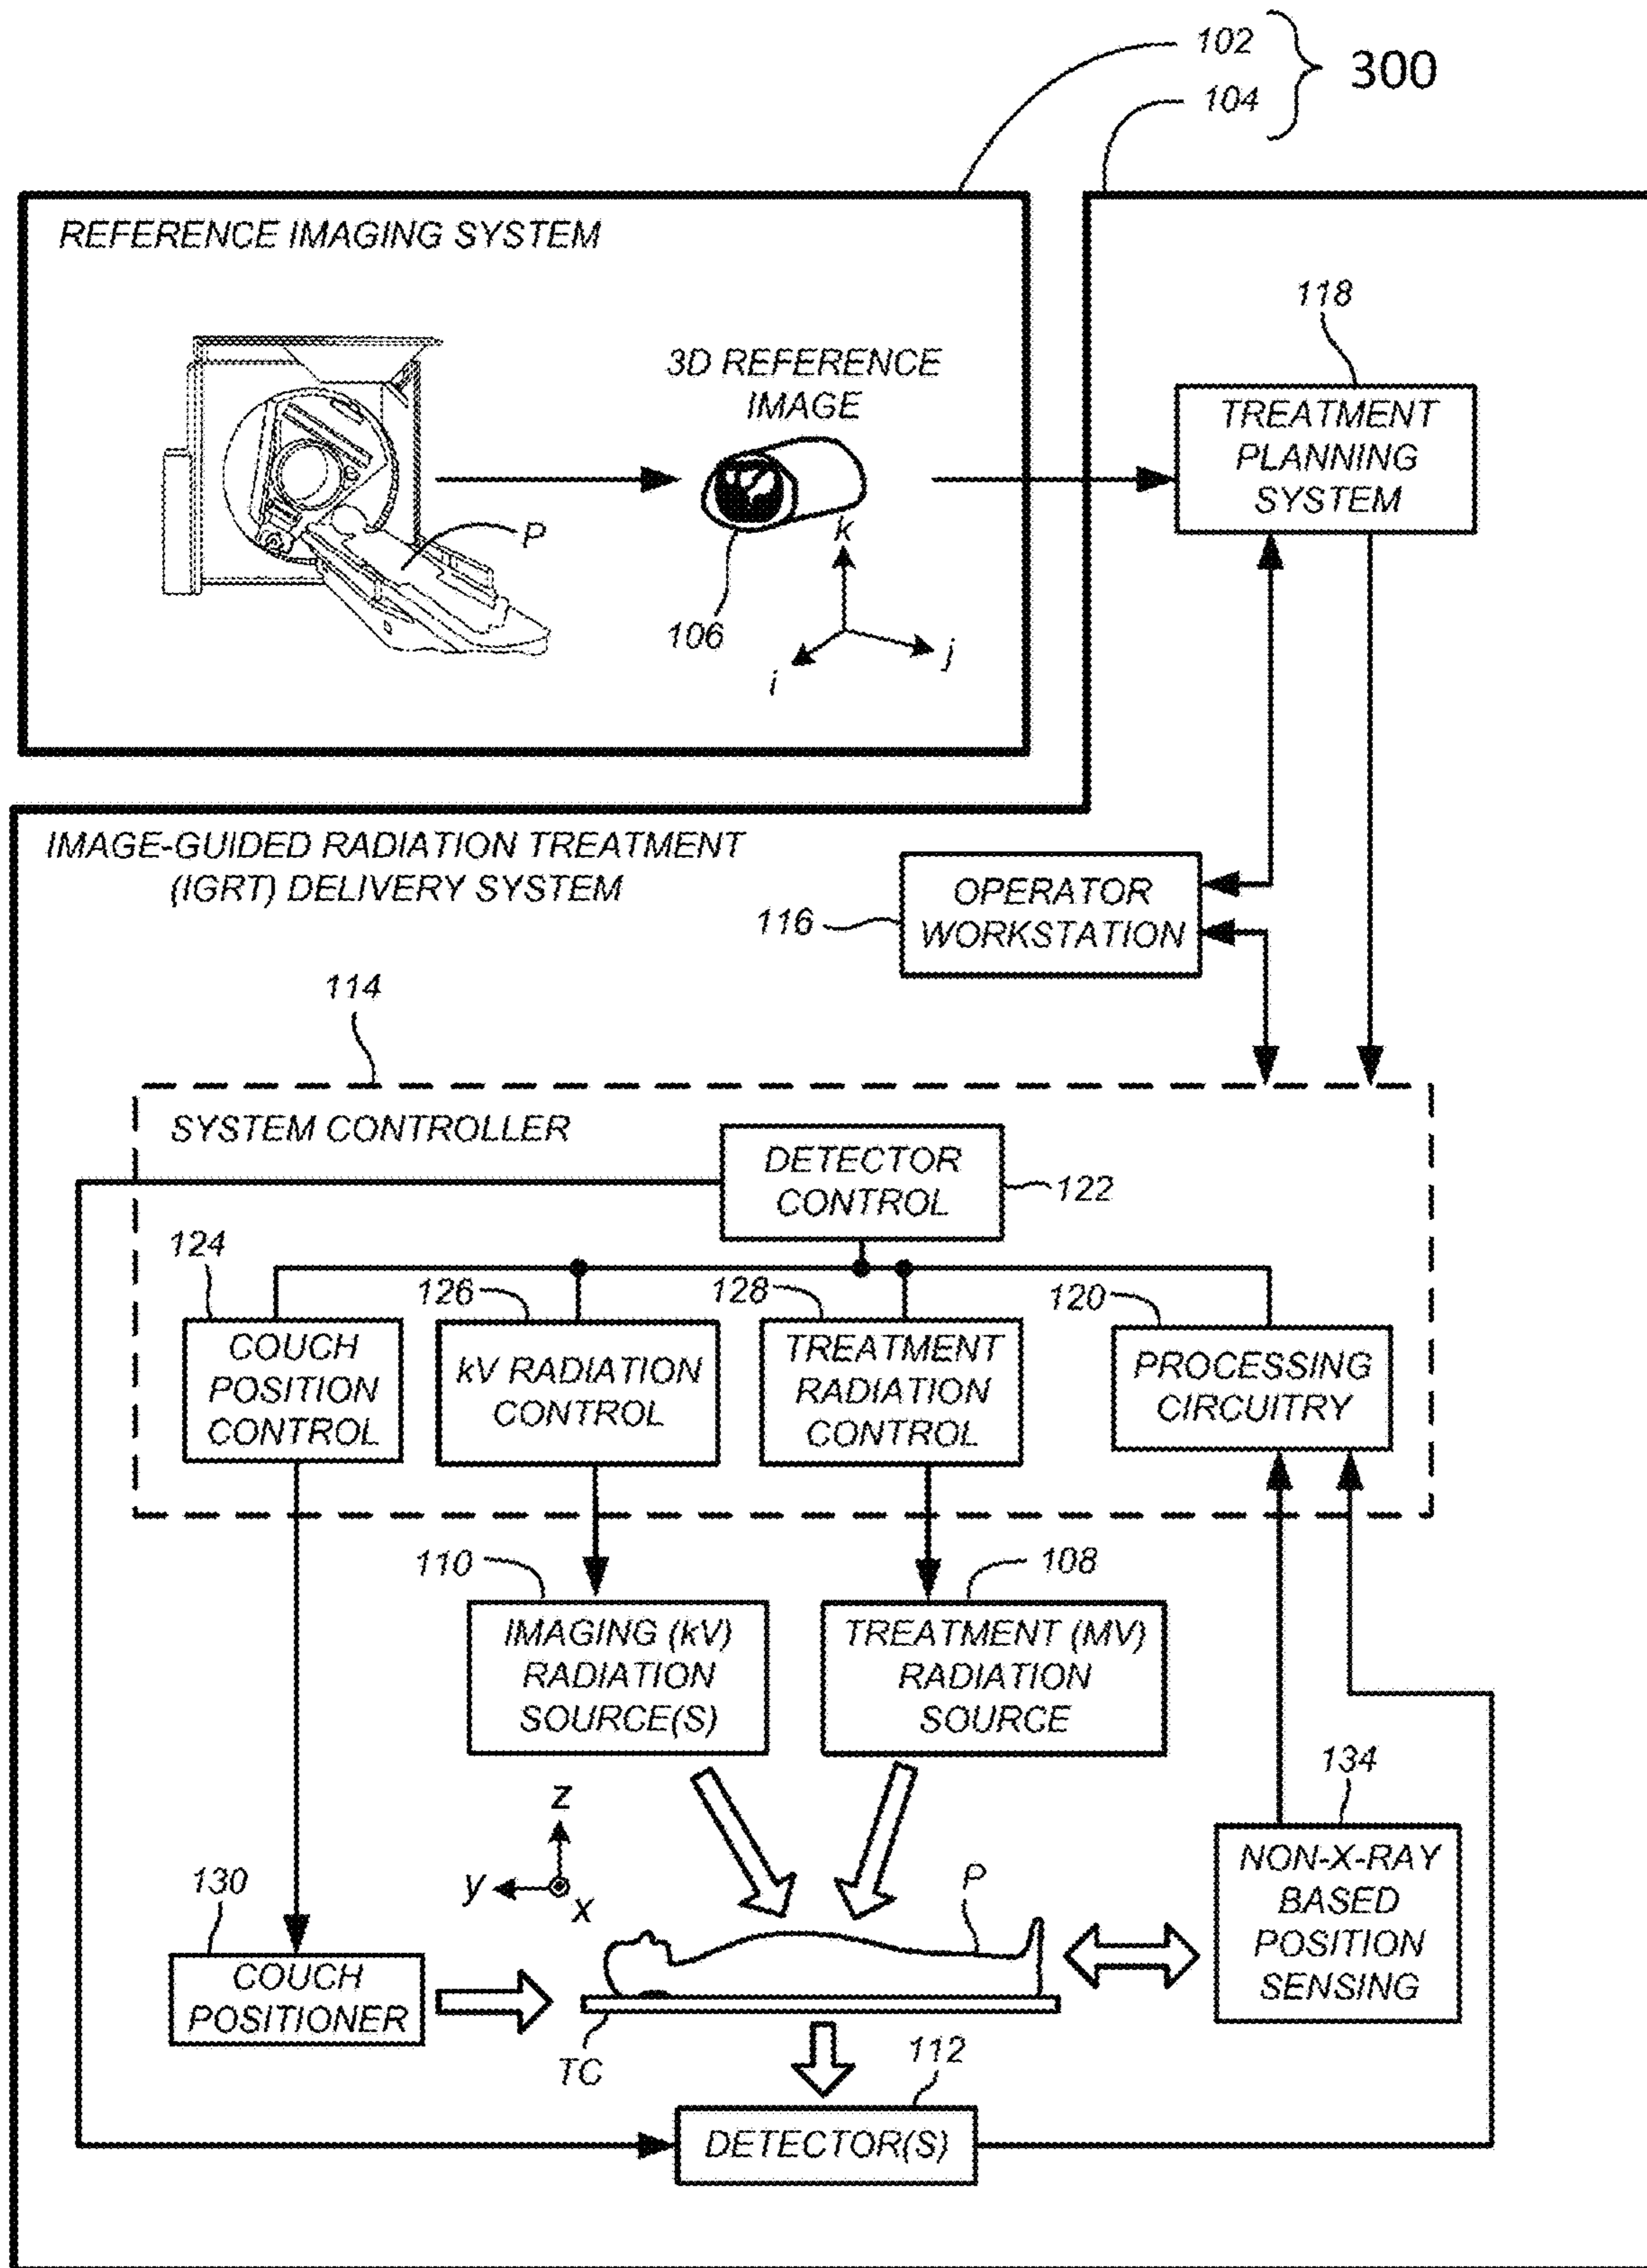 102
104
300
REFERENCE IMAGING SYSTEM
3D REFERENCE
IMAGE
P
106
k
j
i
118
TREATMENT
PLANNING
SYSTEM
IMAGE-GUIDED RADIATION TREATMENT
(IGRT) DELIVERY SYSTEM
116
OPERATOR
WORKSTATION
114
SYSTEM CONTROLLER
DETECTOR
CONTROL
122
124
COUCH
POSITION
CONTROL
126
kV RADIATION
CONTROL
128
TREATMENT
RADIATION
CONTROL
120
PROCESSING
CIRCUITRY
110
IMAGING (kV)
RADIATION
SOURCE(S)
108
TREATMENT (MV)
RADIATION
SOURCE
134
NON-X-RAY
BASED
POSITION
SENSING
z
y
x
P
130
COUCH
POSITIONER
TC
112
DETECTOR(S)